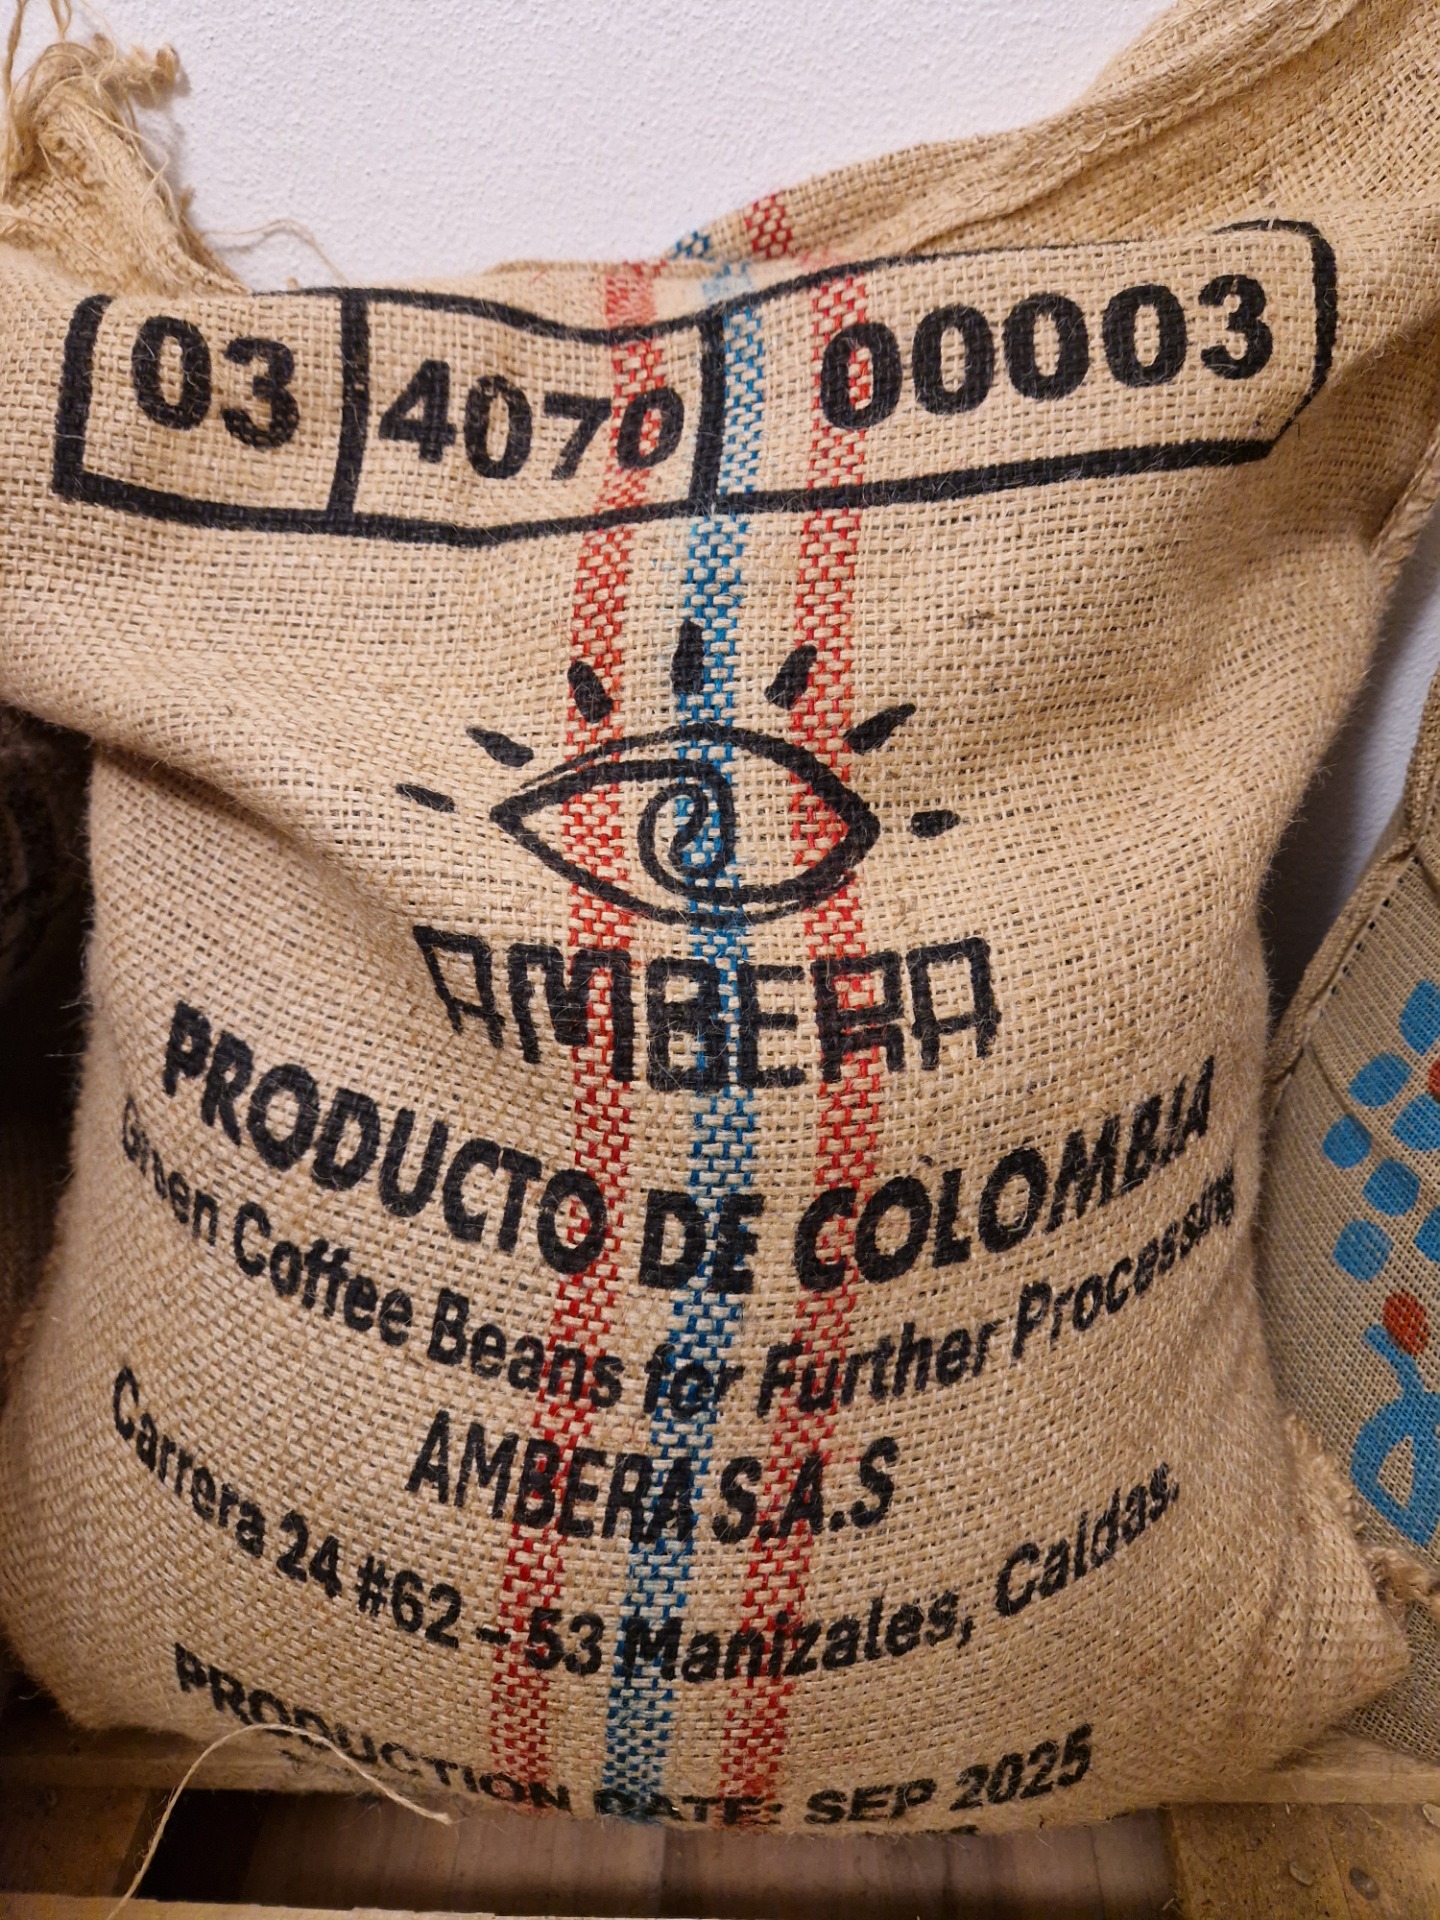 03 4070 00003
AMBERA
PRODUCTO DE COLOMBIA
Green Coffee Beans for Further Processing
AMBERA S.A.S
Carrera 24 #62 - 53 Manizales, Caldas.
PRODUCTION DATE: SEP 2025